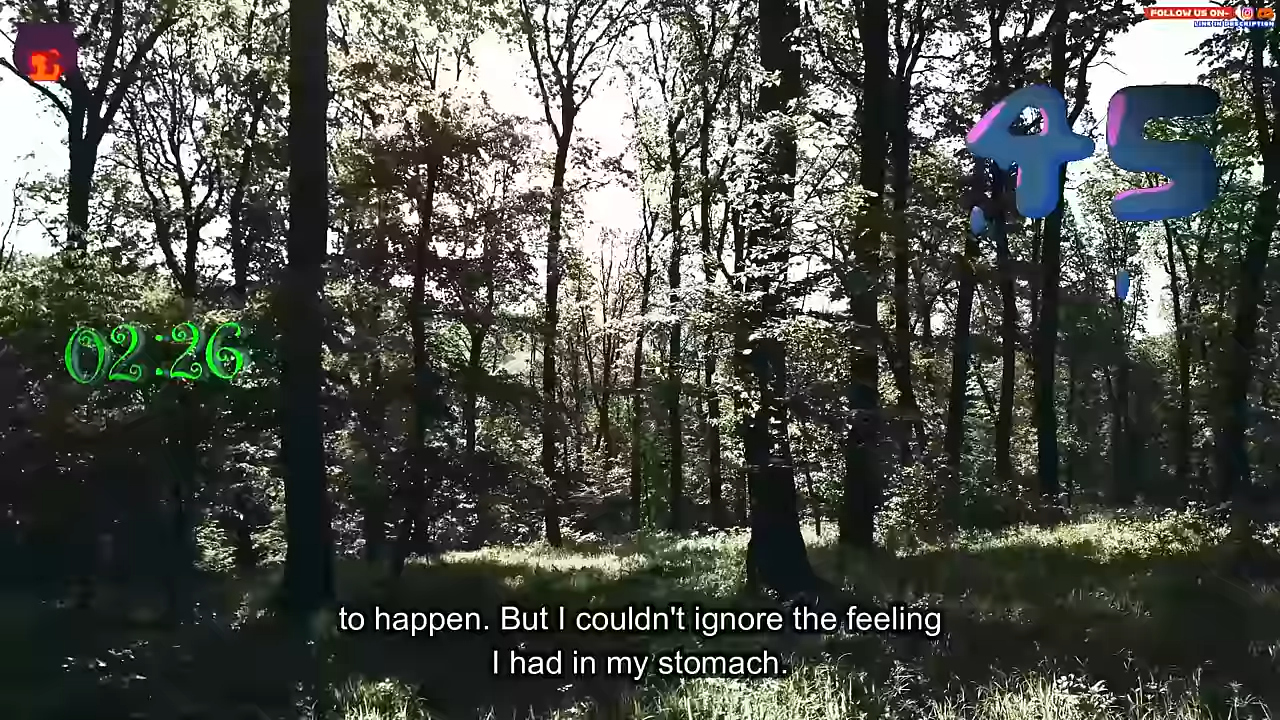 FOLLOW US ON-
LINK IN DESCRIPTION
45
02:26
to happen. But I couldn't ignore the feeling
I had in my stomach.